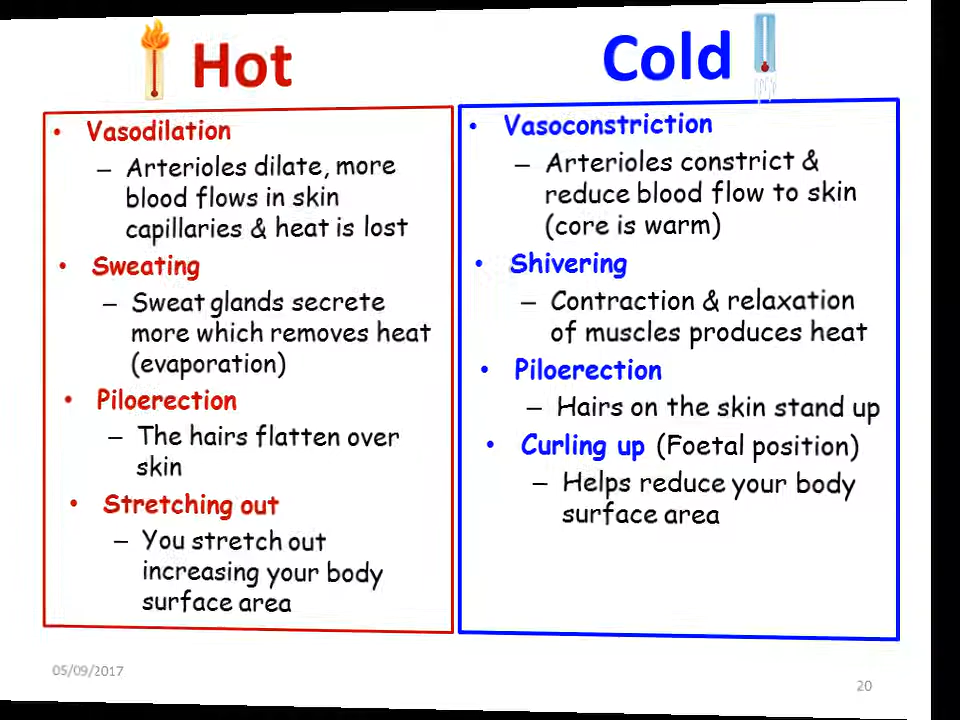 Hot
• Vasodilation
– Arterioles dilate, more
blood flows in skin
capillaries & heat is lost
• Sweating
– Sweat glands secrete
more which removes heat
(evaporation)
• Piloerection
– The hairs flatten over
skin
• Stretching out
– You stretch out
increasing your body
surface area
Cold
• Vasoconstriction
– Arterioles constrict &
reduce blood flow to skin
(core is warm)
• Shivering
– Contraction & relaxation
of muscles produces heat
• Piloerection
– Hairs on the skin stand up
• Curling up (Foetal position)
– Helps reduce your body
surface area
05/09/2017
20